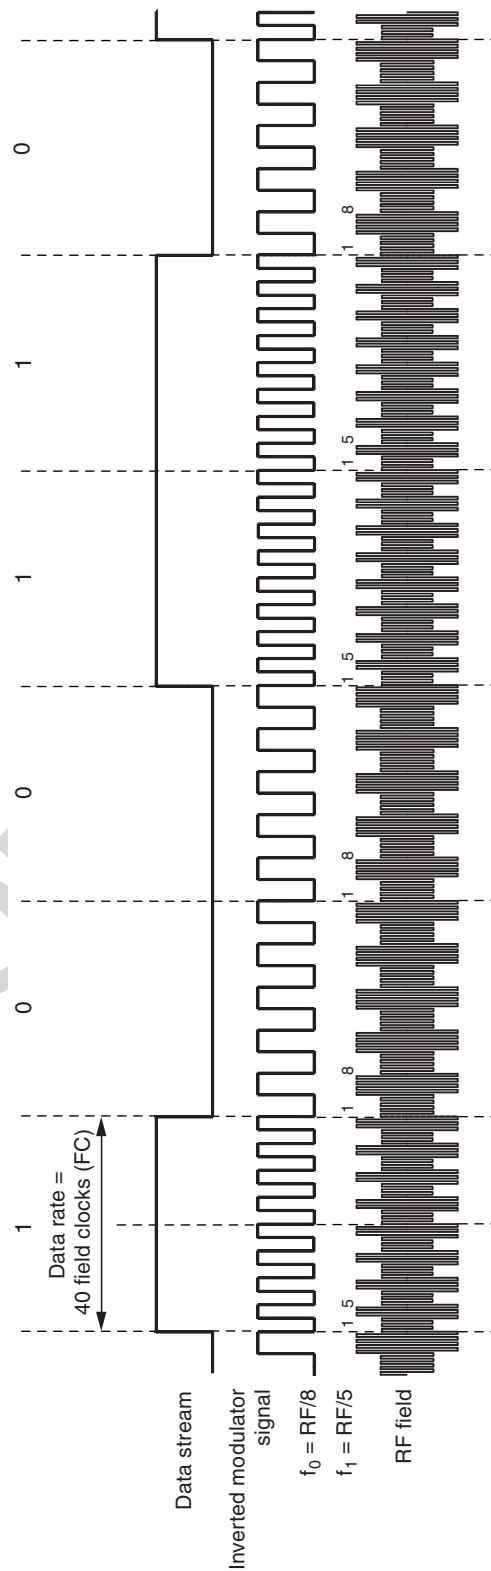 1
0
0
1
1
0
Data rate =
40 field clocks (FC)
Data stream
Inverted modulator
signal
f₀ = RF/8
f₁ = RF/5
1 5
1 8
1 8
1 5
1 5
1 8
RF field